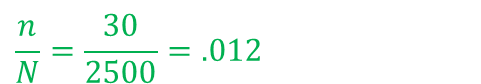 n/N = 30/2500 = .012